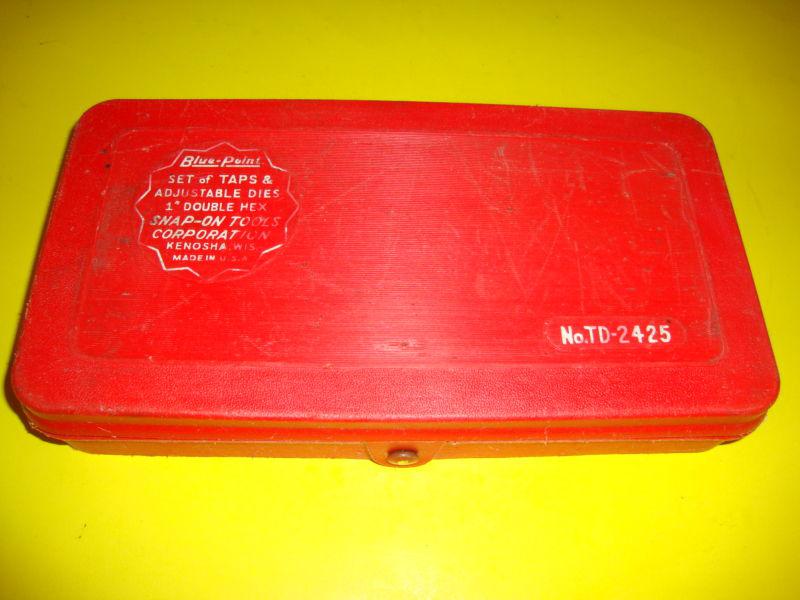 Blue-Point
SET of TAPS &
ADJUSTABLE DIES
1" DOUBLE HEX
SNAP-ON TOOLS
CORPORATION
KENOSHA, WIS.
MADE IN U.S.A
No.TD-2425